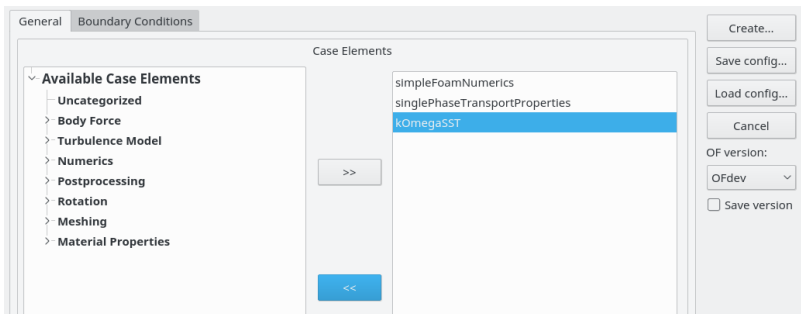 General
Boundary Conditions
Case Elements
Available Case Elements
Uncategorized
Body Force
Turbulence Model
Numerics
Postprocessing
Rotation
Meshing
Material Properties
>>
<<
simpleFoamNumerics
singlePhaseTransportProperties
kOmegaSST
Create...
Save config...
Load config...
Cancel
OF version:
OFdev
Save version